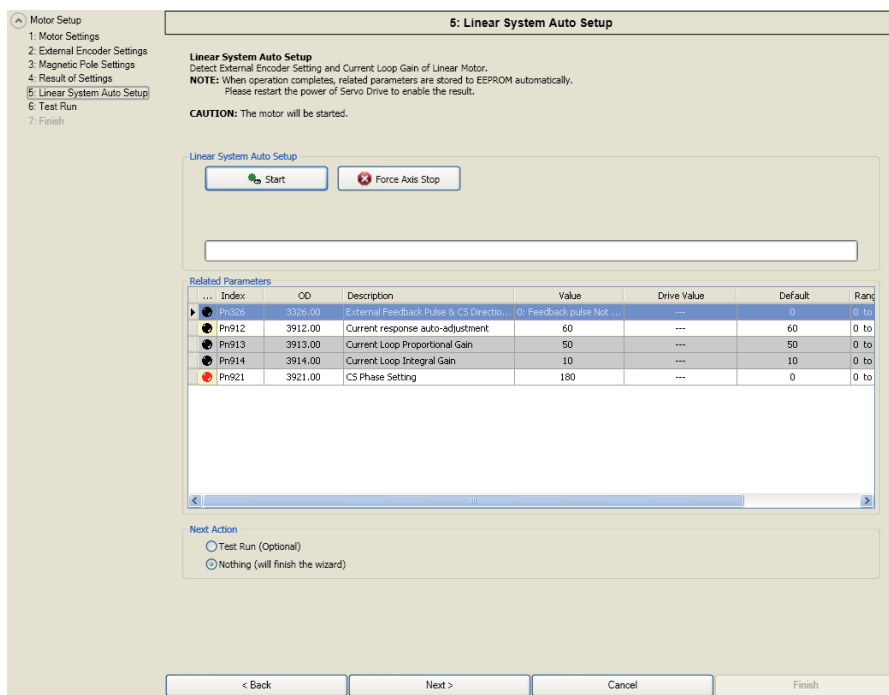 Motor Setup
1: Motor Settings
2: External Encoder Settings
3: Magnetic Pole Settings
4: Result of Settings
5: Linear System Auto Setup
6: Test Run
7: Finish
5: Linear System Auto Setup
Linear System Auto Setup
Detect External Encoder Setting and Current Loop Gain of Linear Motor.
NOTE: When operation completes, related parameters are stored to EEPROM automatically.
Please restart the power of Servo Drive to enable the result.
CAUTION: The motor will be started.
Linear System Auto Setup
Start Force Axis Stop
Related Parameters
... Index OD Description Value Drive Value Default Rang
Pn326 3326.00 External Feedback Pulse & CS Directio... 0: Feedback pulse Not ... --- 0 0 to
Pn912 3912.00 Current response auto-adjustment 60 --- 60 0 to
Pn913 3913.00 Current Loop Proportional Gain 50 --- 50 0 to
Pn914 3914.00 Current Loop Integral Gain 10 --- 10 0 to
Pn921 3921.00 CS Phase Setting 180 --- 0 0 to
Next Action
Test Run (Optional)
Nothing (will finish the wizard)
< Back Next > Cancel Finish